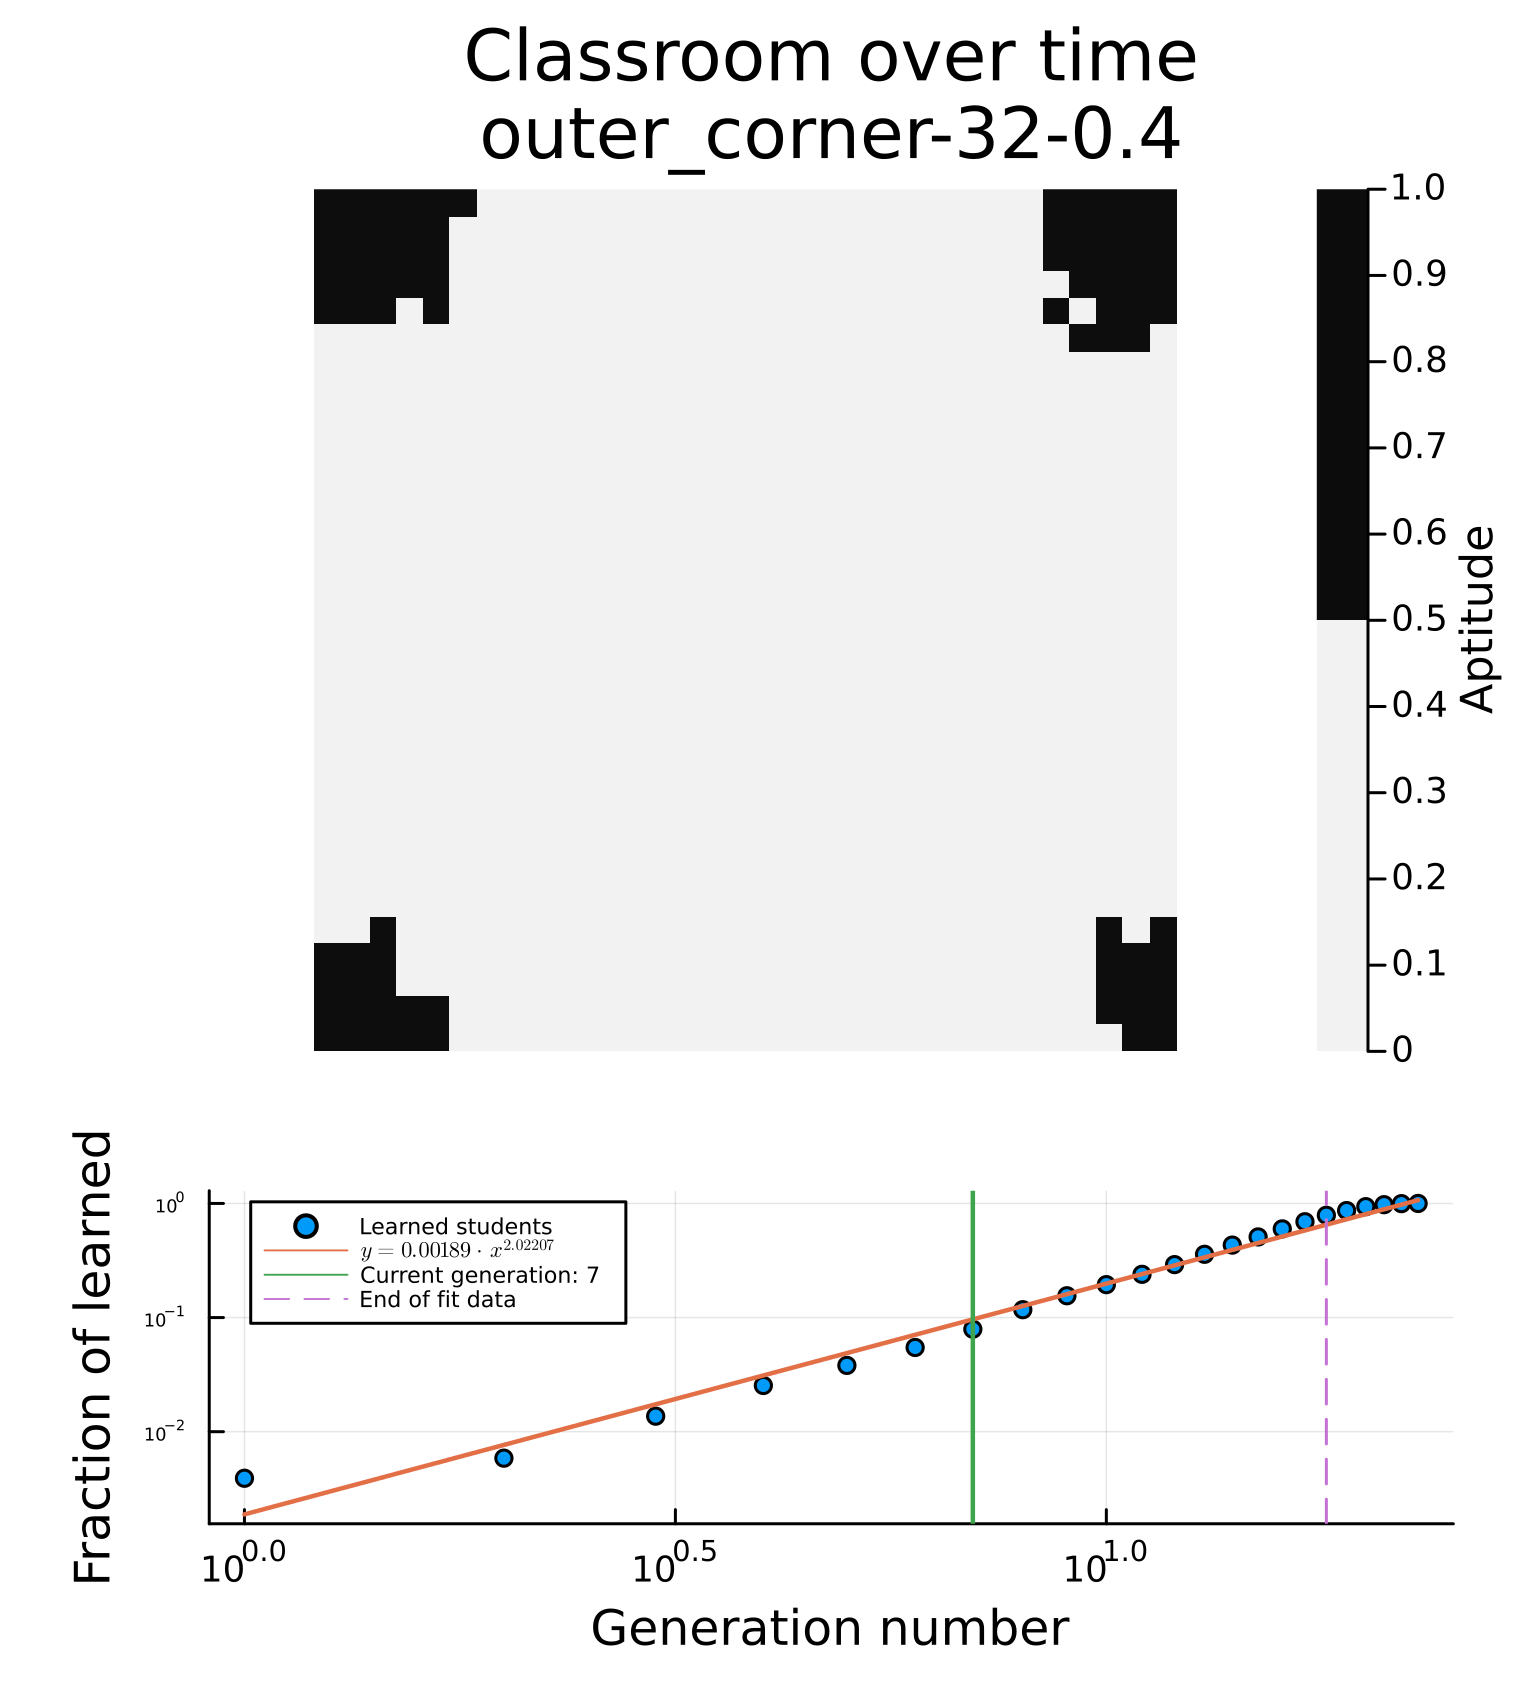 Classroom over time
outer_corner-32-0.4
1.0
0.9
0.8
0.7
0.6
0.5
0.4
0.3
0.2
0.1
0
Aptitude
Fraction of learned
10^0
10^−1
10^−2
Learned students
y = 0.00189 · x^2.02207
Current generation: 7
End of fit data
10^0.0
10^0.5
10^1.0
Generation number